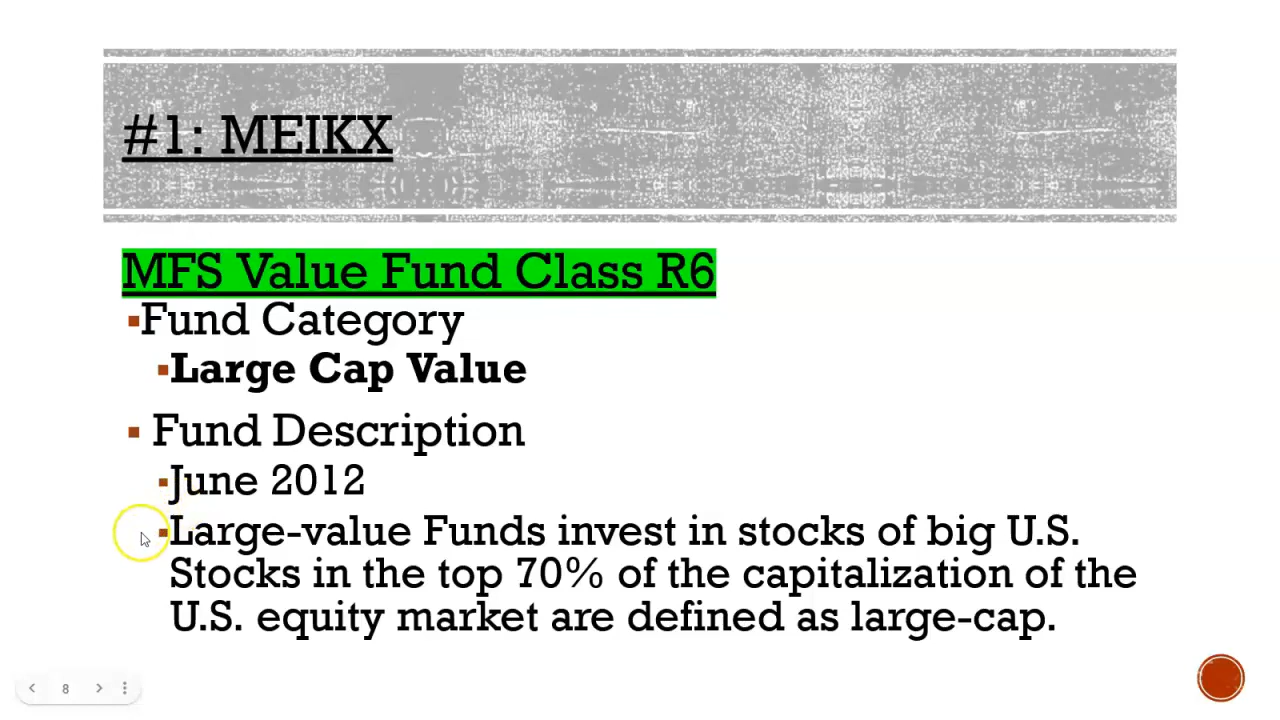 #1: MEIKX
MFS Value Fund Class R6
▪Fund Category
▪Large Cap Value
▪ Fund Description
▪June 2012
▪Large-value Funds invest in stocks of big U.S.
Stocks in the top 70% of the capitalization of the
U.S. equity market are defined as large-cap.
8